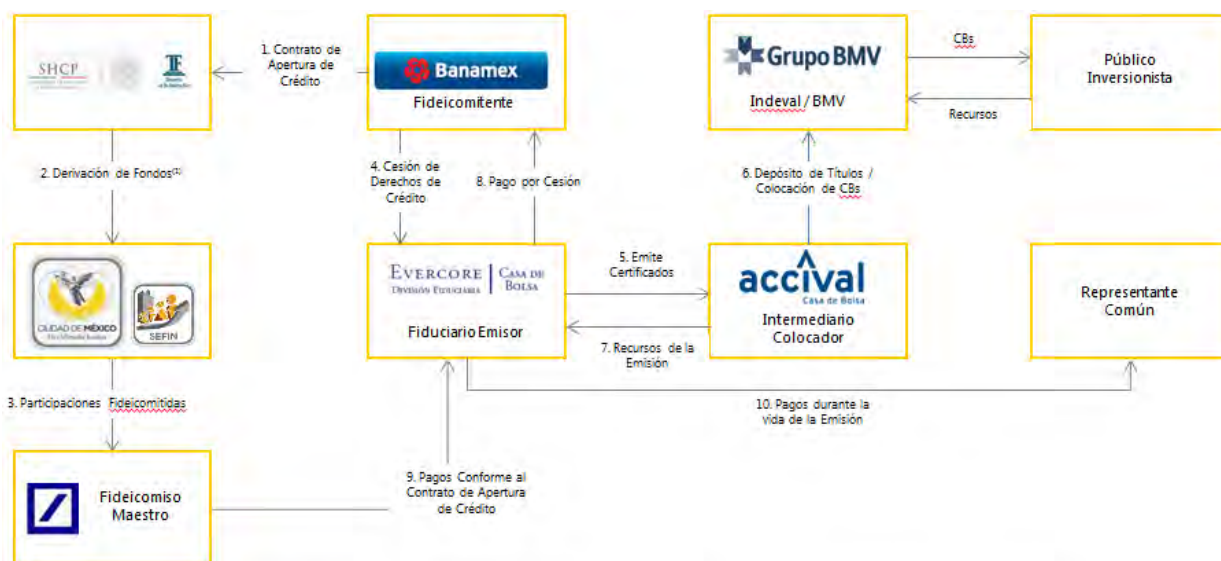 SHCP
1. Contrato de
Apertura de
Crédito
Banamex
Fideicomitente
Grupo BMV
Indeval / BMV
CBs
Recursos
Público
Inversionista
2. Derivación de Fondos(1)
4. Cesión de
Derechos de
Crédito
8. Pago por Cesión
6. Depósito de Títulos /
Colocación de CBs
CIUDAD DE MÉXICO
SEFIN
EVERCORE
DIVISIÓN FIDUCIARIA
CASA DE
BOLSA
Fiduciario Emisor
5. Emite
Certificados
7. Recursos de la
Emisión
accival
Casa de Bolsa
Intermediario
Colocador
Representante
Común
3. Participaciones Fideicomitidas
10. Pagos durante la
vida de la Emisión
Fideicomiso
Maestro
9. Pagos Conforme al
Contrato de Apertura
de Crédito